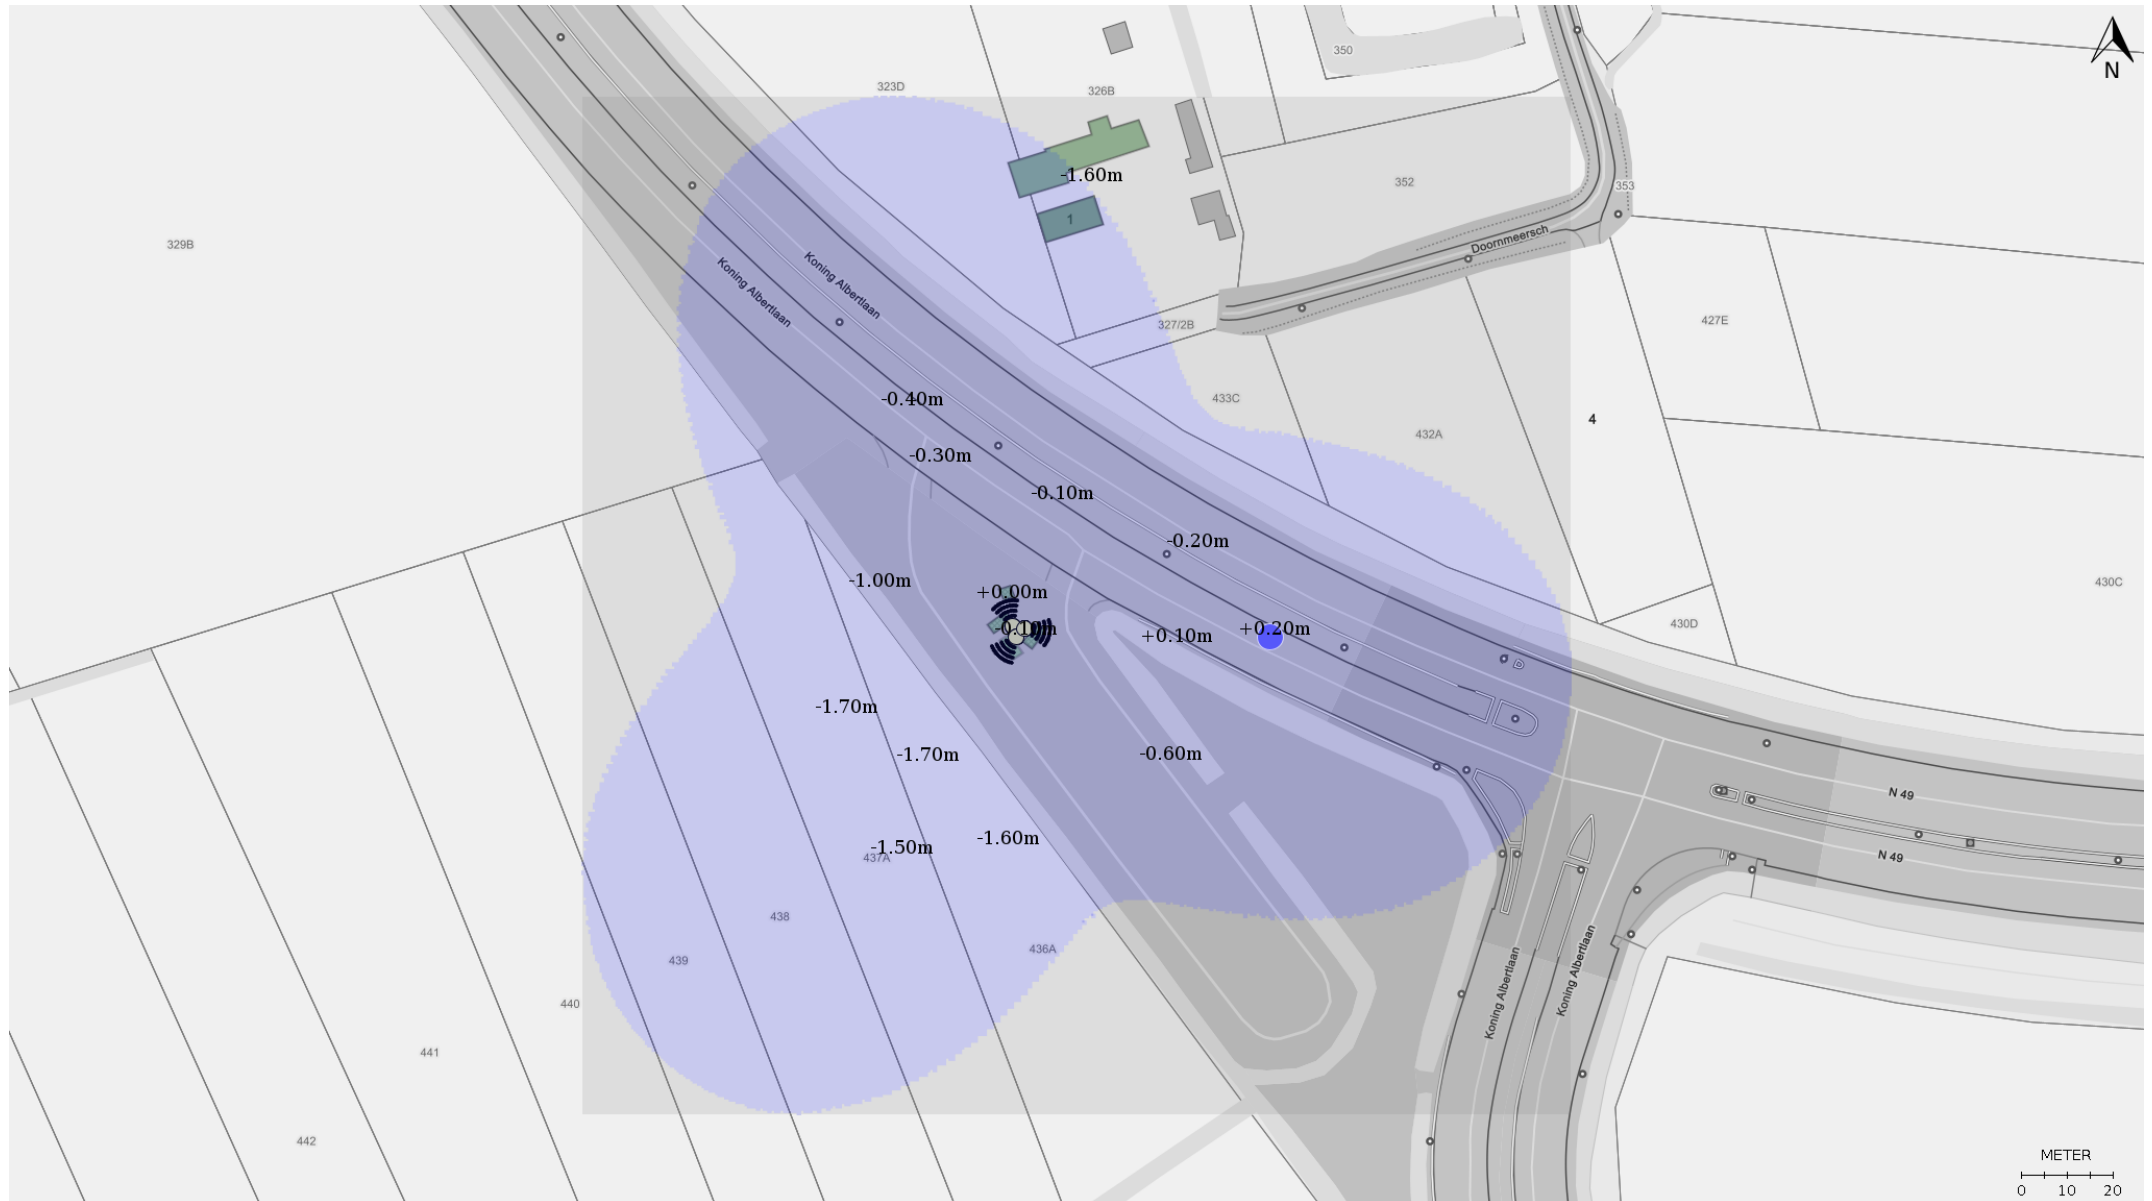 N
350
323D
326B
-1.60m
352
353
1
Doornmeersch
329B
Koning Albertlaan
Koning Albertlaan
327/2B
427E
-0.40m
433C
4
432A
-0.30m
-0.10m
-0.20m
-1.00m
+0.00m
430C
430D
-0.10m
+0.10m
+0.20m
-1.70m
-1.70m
-0.60m
N 49
-1.60m
-1.50m
437A
N 49
438
436A
439
440
Koning Albertlaan
Koning Albertlaan
441
442
METER
0 10 20